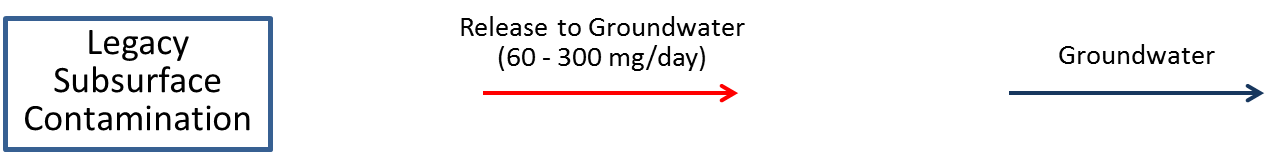 Legacy
Subsurface
Contamination
Release to Groundwater
(60 - 300 mg/day)
Groundwater